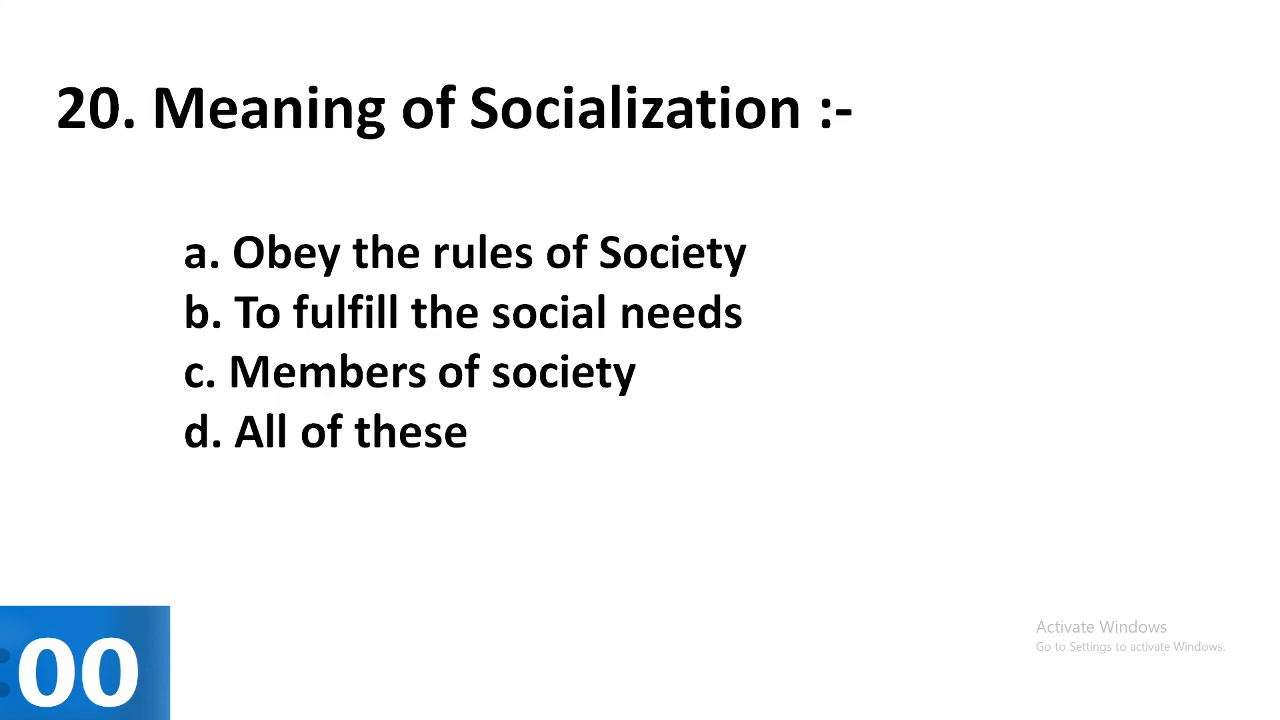 20. Meaning of Socialization :-
a. Obey the rules of Society
b. To fulfill the social needs
c. Members of society
d. All of these
Activate Windows
Go to Settings to activate Windows.
:00